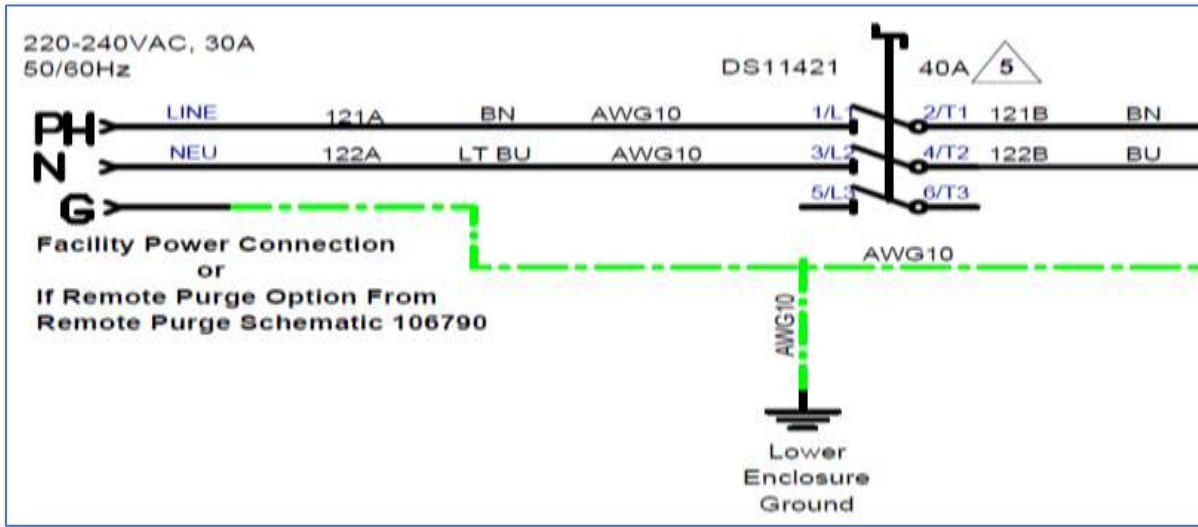 220-240VAC, 30A
50/60Hz
DS11421 40A 5
PH LINE 121A BN AWG10 1/L1 2/T1 121B BN
N NEU 122A LT BU AWG10 3/L2 4/T2 122B BU
G 5/L3 6/T3
Facility Power Connection
or
If Remote Purge Option From
Remote Purge Schematic 106790
AWG10
AWG10
Lower
Enclosure
Ground